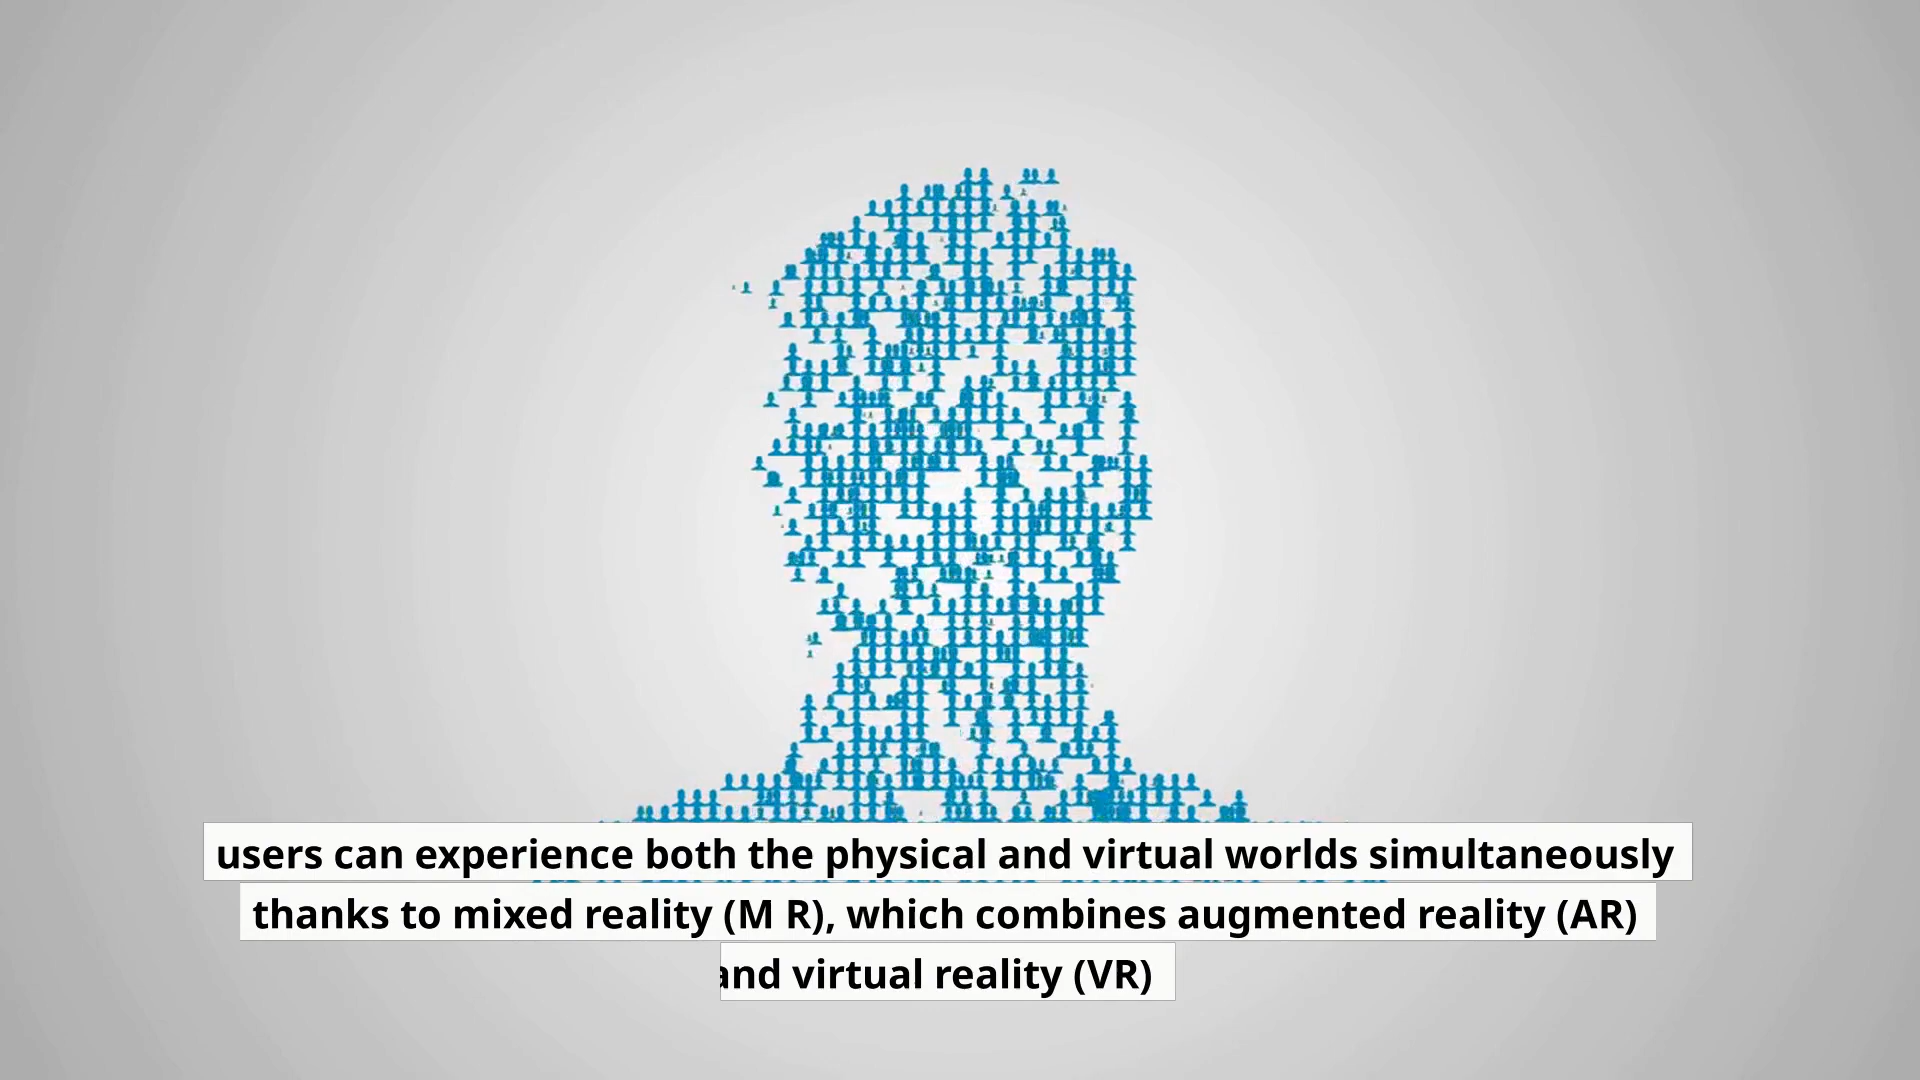 users can experience both the physical and virtual worlds simultaneously
thanks to mixed reality (M R), which combines augmented reality (AR)
and virtual reality (VR)